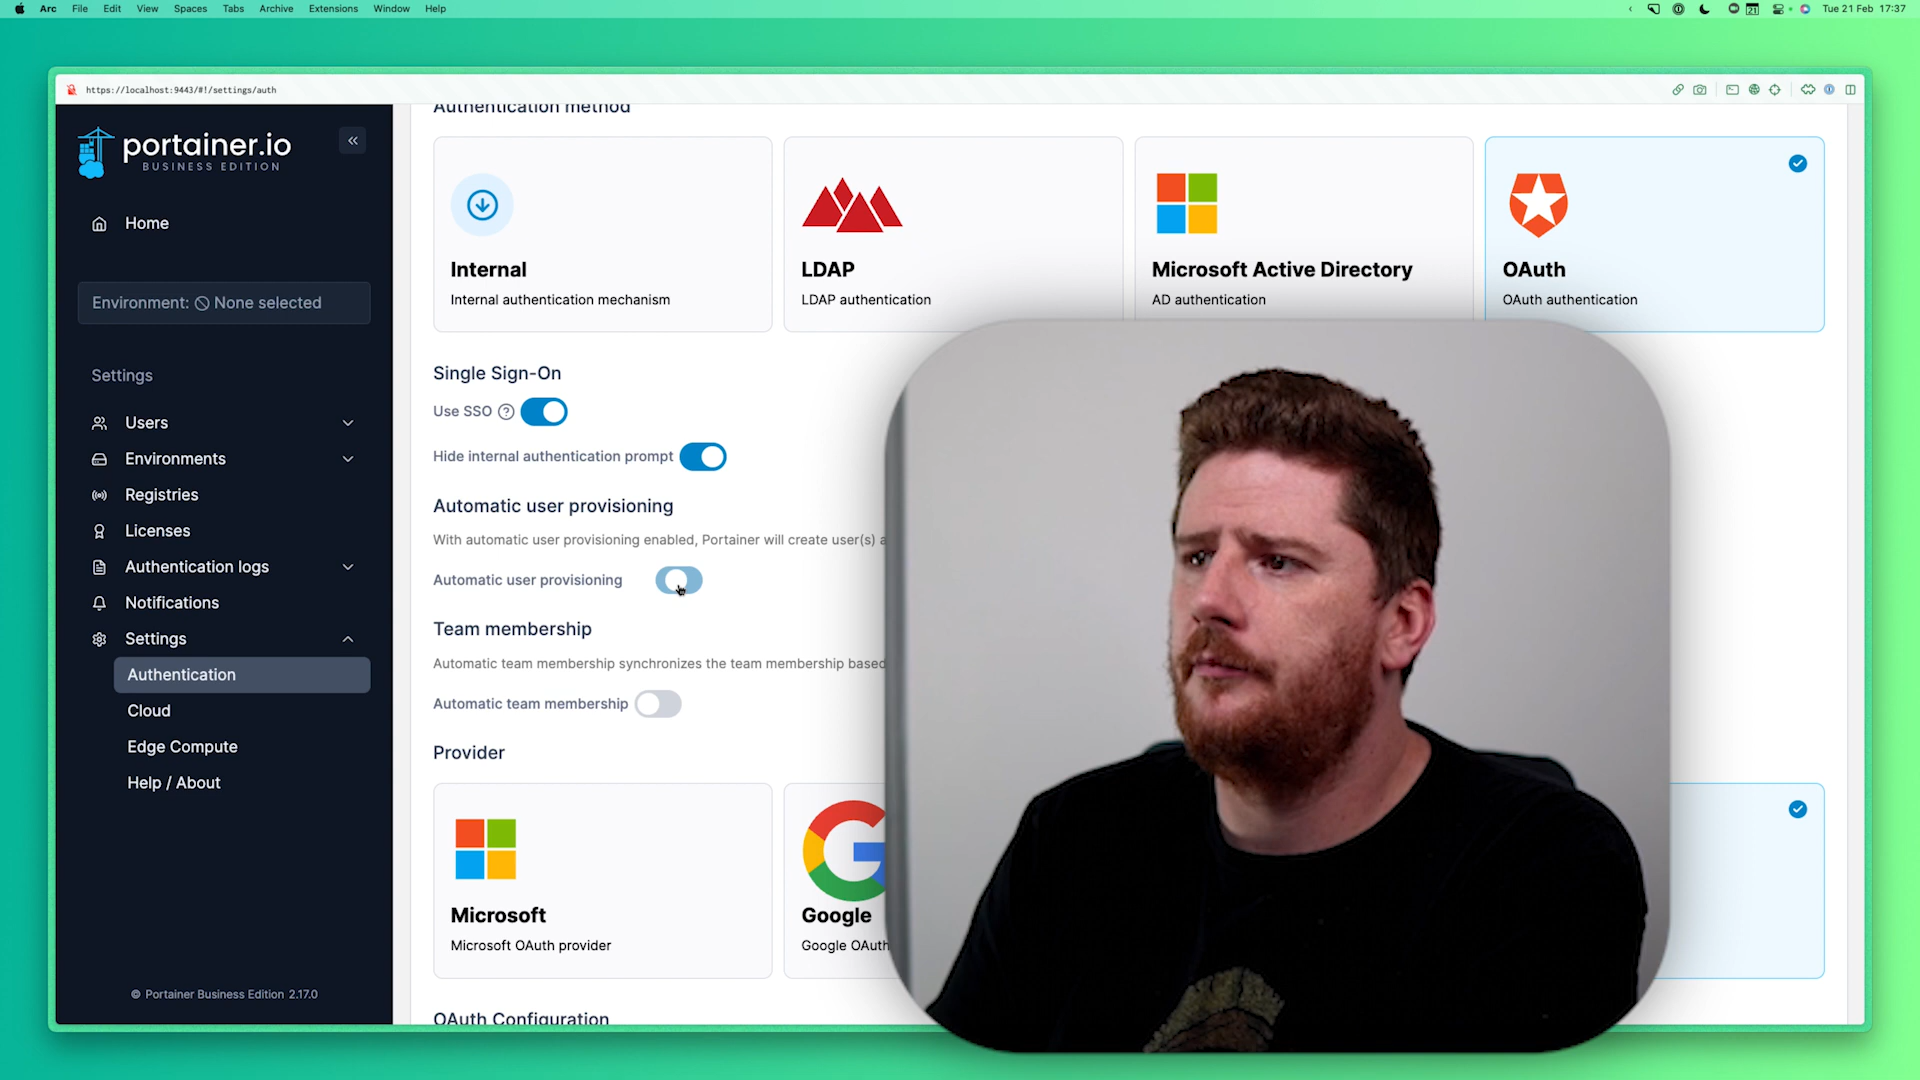 Arc File Edit View Spaces Tabs Archive Extensions Window Help
21
Tue 21 Feb 17:37
https://localhost:9443/#!/settings/auth
portainer.io
BUSINESS EDITION
Home
Environment: None selected
Settings
Users
Environments
Registries
Licenses
Authentication logs
Notifications
Settings
Authentication
Cloud
Edge Compute
Help / About
© Portainer Business Edition 2.17.0
Authentication method
Internal
Internal authentication mechanism
LDAP
LDAP authentication
Microsoft Active Directory
AD authentication
OAuth
OAuth authentication
Single Sign-On
Use SSO
Hide internal authentication prompt
Automatic user provisioning
With automatic user provisioning enabled, Portainer will create user(s) a
Automatic user provisioning
Team membership
Automatic team membership synchronizes the team membership based
Automatic team membership
Provider
Microsoft
Microsoft OAuth provider
Google
Google OAuth
OAuth Configuration